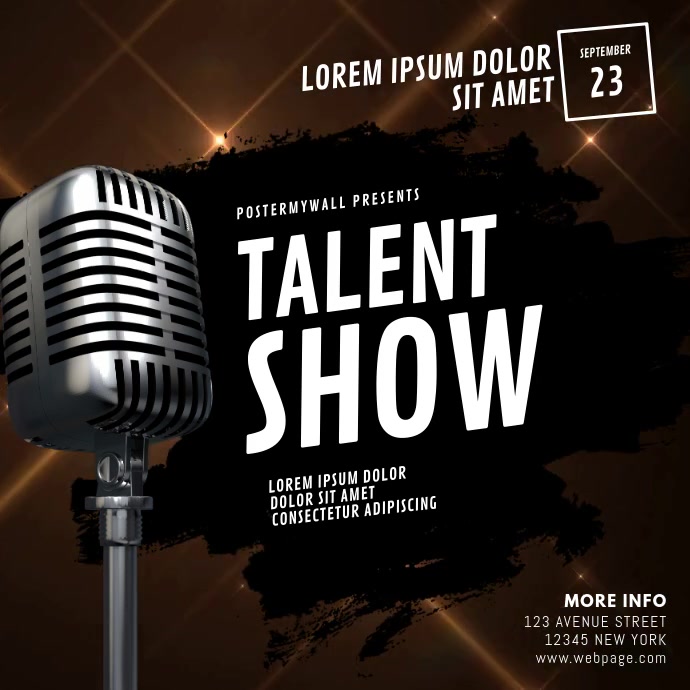 LOREM IPSUM DOLOR
SIT AMET
SEPTEMBER
23
POSTERMYWALL PRESENTS
TALENT
SHOW
LOREM IPSUM DOLOR
DOLOR SIT AMET
CONSECTETUR ADIPISCING
MORE INFO
123 AVENUE STREET
12345 NEW YORK
www.webpage.com